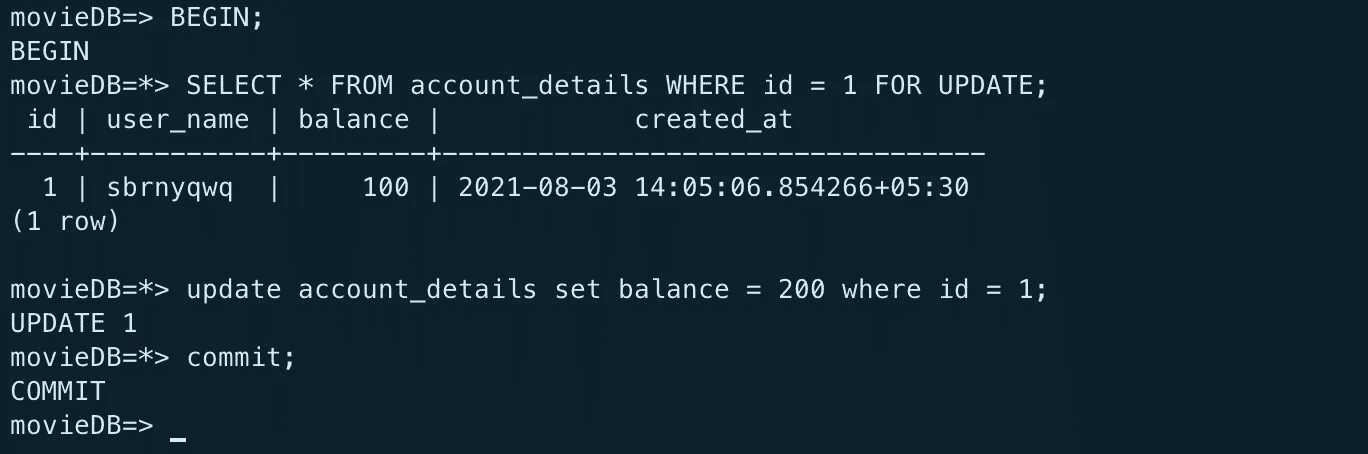 movieDB=> BEGIN;
BEGIN
movieDB=*> SELECT * FROM account_details WHERE id = 1 FOR UPDATE;
 id | user_name | balance |            created_at
----+-----------+---------+----------------------------------
  1 | sbrnyqwq  |     100 | 2021-08-03 14:05:06.854266+05:30
(1 row)

movieDB=*> update account_details set balance = 200 where id = 1;
UPDATE 1
movieDB=*> commit;
COMMIT
movieDB=> _